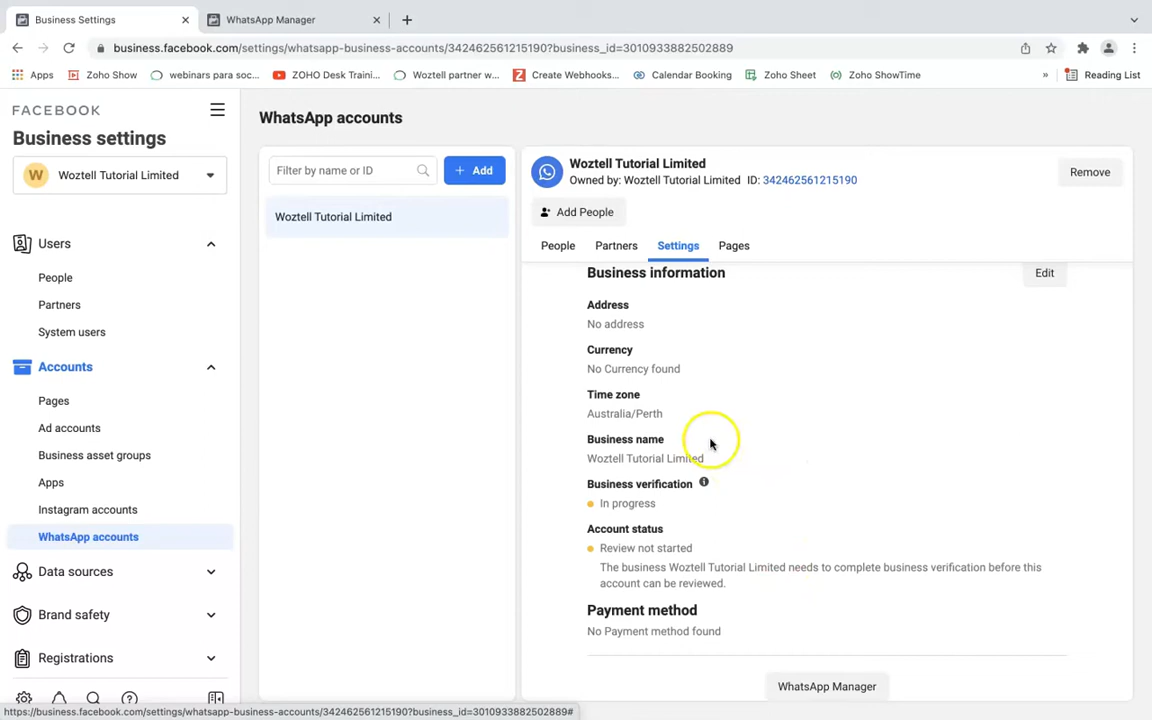 Business Settings
WhatsApp Manager
business.facebook.com/settings/whatsapp-business-accounts/342462561215190?business_id=3010933882502889
Apps
Zoho Show
webinars para soc...
ZOHO Desk Traini...
Woztell partner w...
Create Webhooks...
Calendar Booking
Zoho Sheet
Zoho ShowTime
»
Reading List
FACEBOOK
Business settings
W
Woztell Tutorial Limited
Users
People
Partners
System users
Accounts
Pages
Ad accounts
Business asset groups
Apps
Instagram accounts
WhatsApp accounts
Data sources
Brand safety
Registrations
WhatsApp accounts
Filter by name or ID
+ Add
Woztell Tutorial Limited
Woztell Tutorial Limited
Owned by: Woztell Tutorial Limited ID: 342462561215190
Remove
Add People
People
Partners
Settings
Pages
Business information
Edit
Address
No address
Currency
No Currency found
Time zone
Australia/Perth
Business name
Woztell Tutorial Limited
Business verification
In progress
Account status
Review not started
The business Woztell Tutorial Limited needs to complete business verification before this
account can be reviewed.
Payment method
No Payment method found
WhatsApp Manager
https://business.facebook.com/settings/whatsapp-business-accounts/342462561215190?business_id=3010933882502889#